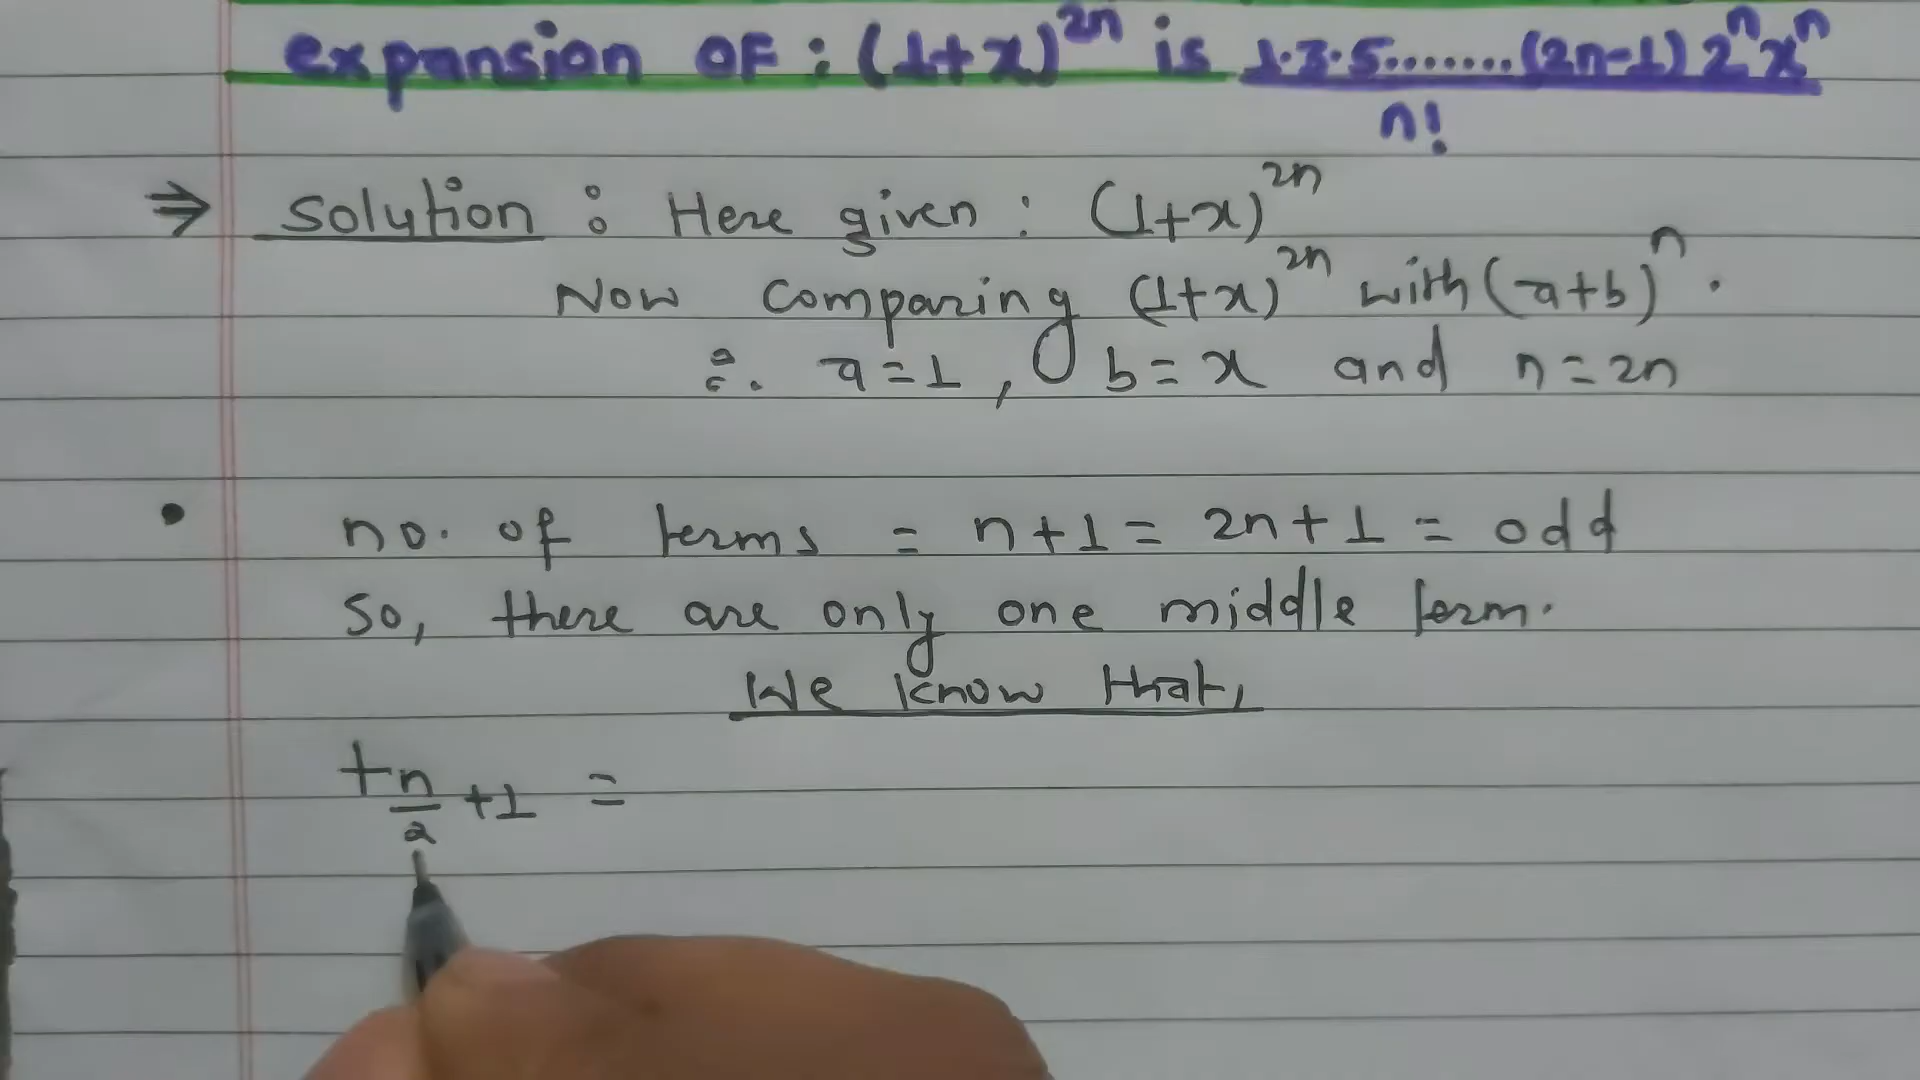 expansion OF : (1+x)^2n is 1.3.5.......(2n-1) 2^n x^n / n!
⇒ Solution : Here given : (1+x)^2n
Now comparing (1+x)^2n with (a+b)^n .
∴ a=1, b=x and n=2n
• no. of terms = n+1 = 2n+1 = odd
So, there are only one middle term.
We know that,
t n/2 +1 =